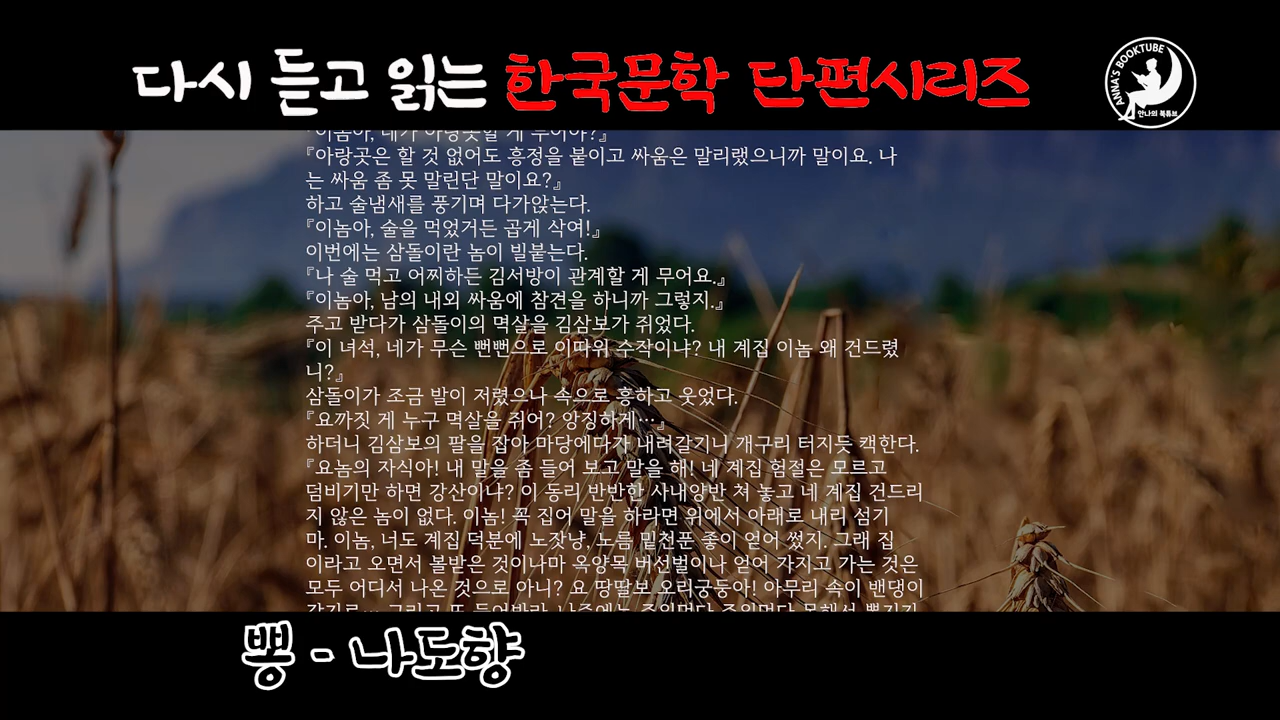 다시 듣고 읽는 한국문학 단편시리즈
ANNA'S BOOKTUBE
안나의 북튜브
『이놈아, 네가 아랑곳할 게 무어야?』
『아랑곳은 할 것 없어도 흥정을 붙이고 싸움은 말리랬으니까 말이요. 나
는 싸움 좀 못 말린단 말이요?』
하고 술냄새를 풍기며 다가앉는다.
『이놈아, 술을 먹었거든 곱게 삭여!』
이번에는 삼돌이란 놈이 빌붙는다.
『나 술 먹고 어찌하든 김서방이 관계할 게 무어요.』
『이놈아, 남의 내외 싸움에 참견을 하니까 그렇지.』
주고 받다가 삼돌이의 멱살을 김삼보가 쥐었다.
『이 녀석, 네가 무슨 뻔뻔으로 이따위 수작이냐? 내 계집 이놈 왜 건드렸
니?』
삼돌이가 조금 발이 저렸으나 속으로 흥하고 웃었다.
『요까짓 게 누구 멱살을 쥐어? 앙징하게…』
하더니 김삼보의 팔을 잡아 마당에다가 내려갈기니 개구리 터지듯 캑한다.
『요놈의 자식아! 내 말을 좀 들어 보고 말을 해! 네 계집 험절은 모르고
덤비기만 하면 강산이냐? 이 동리 반반한 사내양반 쳐 놓고 네 계집 건드리
지 않은 놈이 없다. 이놈! 꼭 집어 말을 하라면 위에서 아래로 내리 섬기
마. 이놈, 너도 계집 덕분에 노잣냥, 노름 밑천푼 좋이 얻어 썼지. 그래 집
이라고 오면서 볼받은 것이나마 옥양목 버선벌이나 얻어 가지고 가는 것은
모두 어디서 나온 것으로 아니? 요 땅딸보 오리궁둥아! 아무리 속이 밴댕이
뽕 - 나도향